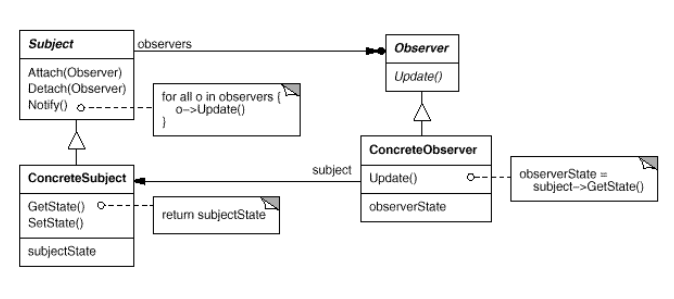 Subject
observers
Observer
Attach(Observer)
Detach(Observer)
Notify()
for all o in observers {
o->Update()
}
Update()
ConcreteSubject
GetState()
SetState()
subjectState
return subjectState
subject
ConcreteObserver
Update()
observerState
observerState =
subject->GetState()